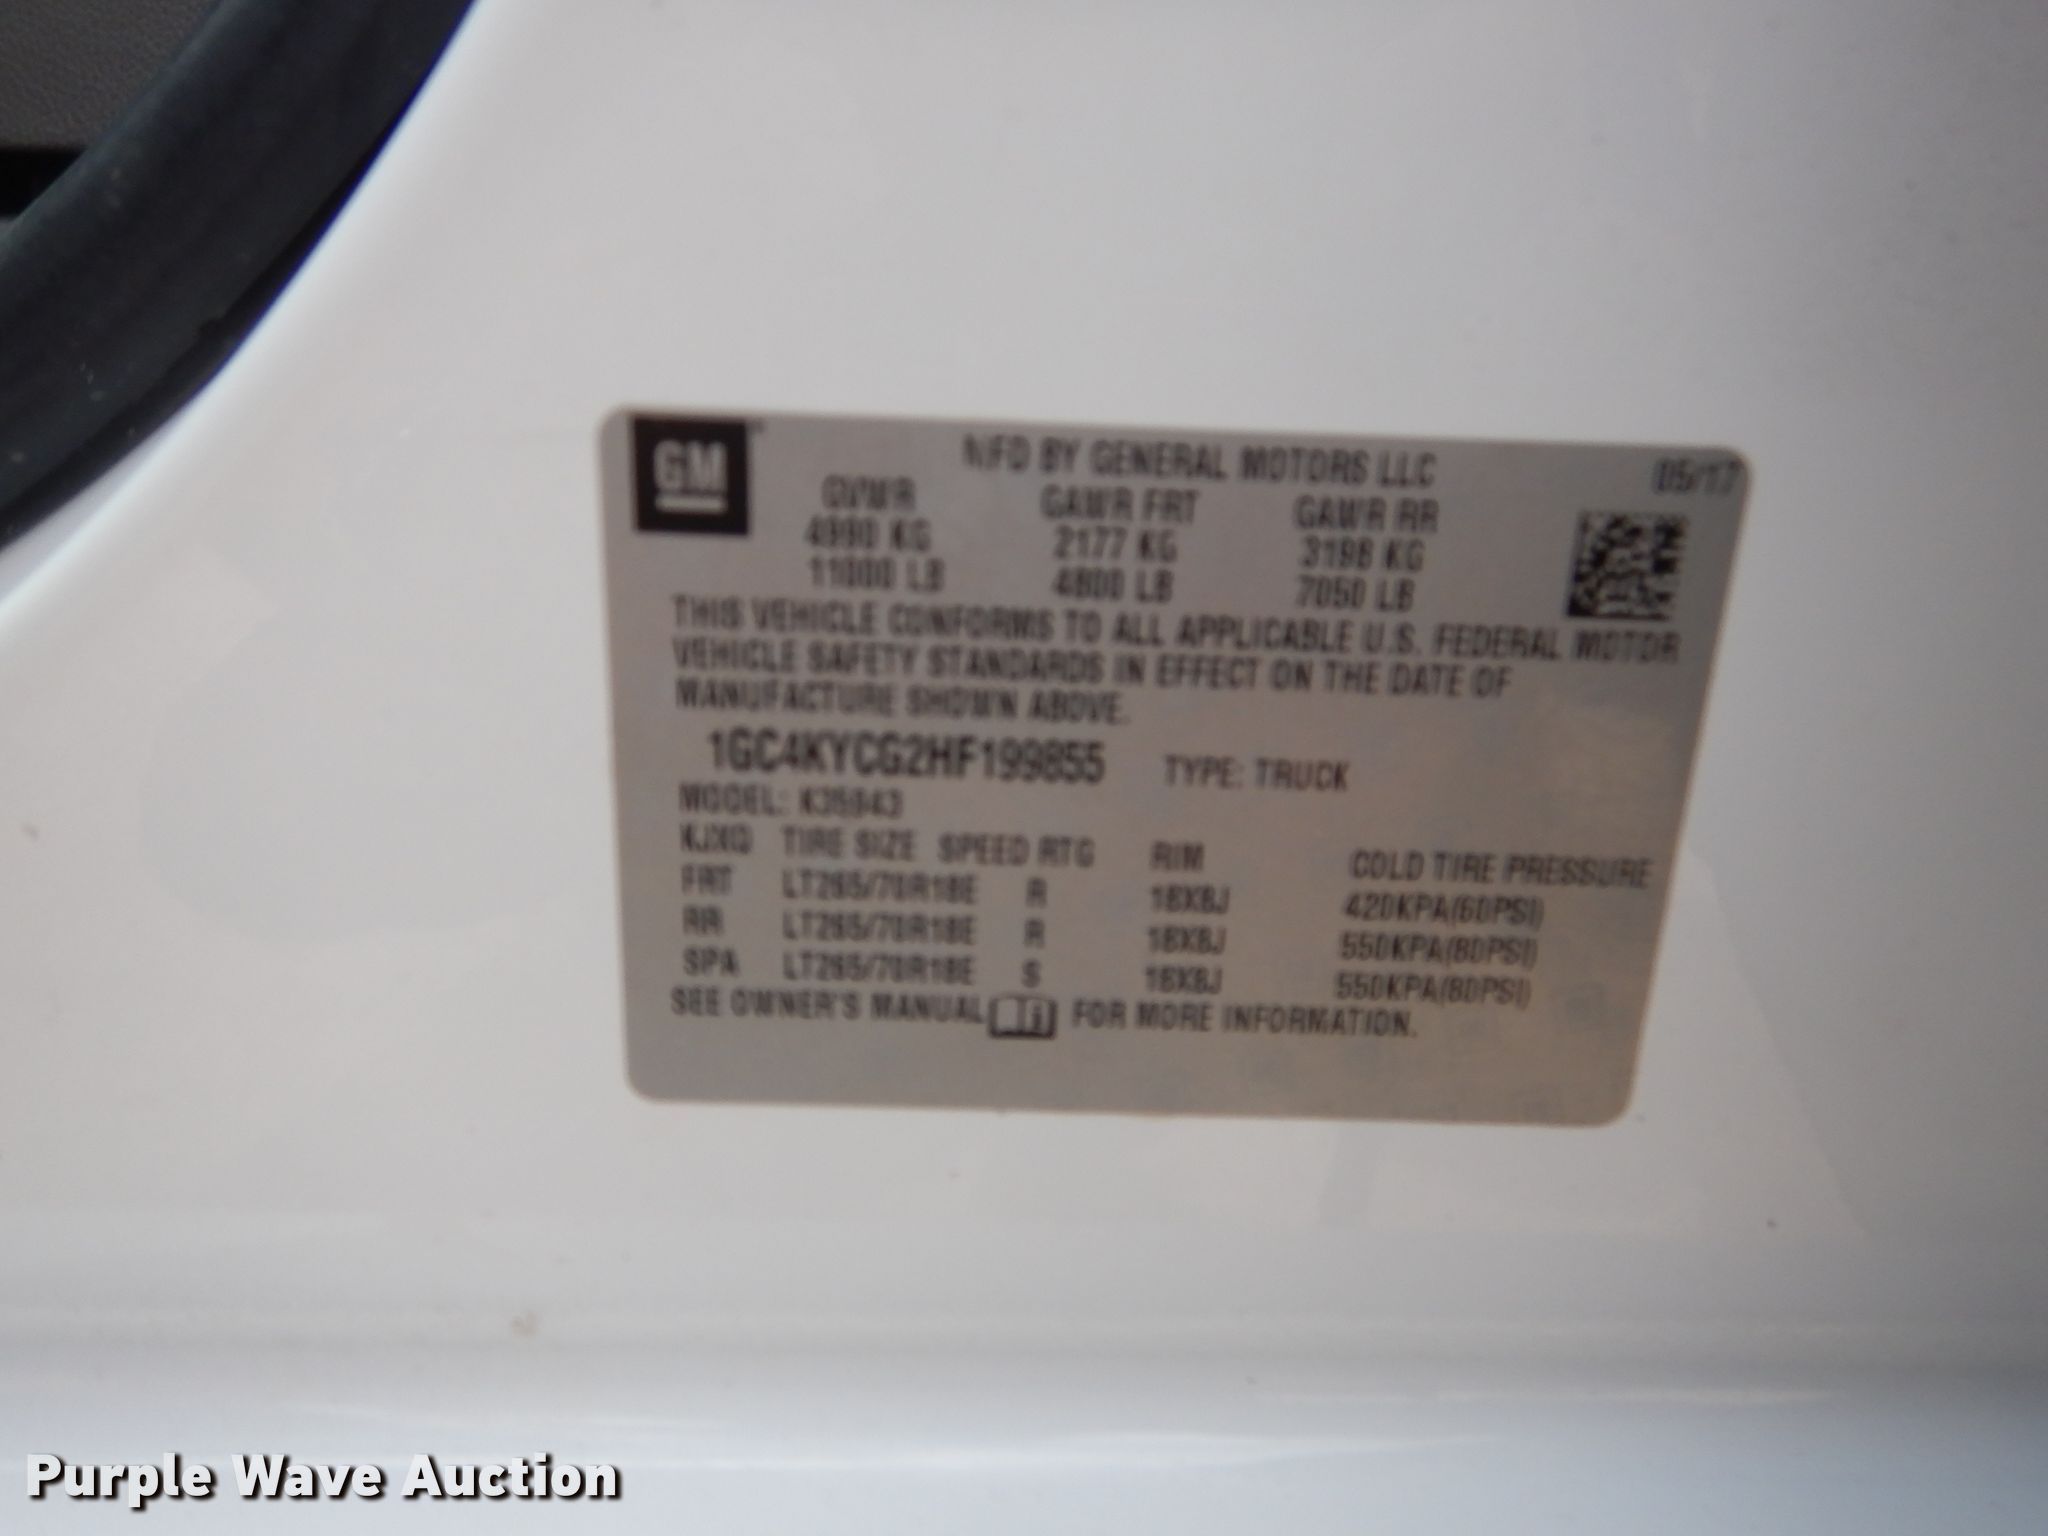 GM
MFD BY GENERAL MOTORS LLC 05/17
GVWR GAWR FRT GAWR RR
4990 KG 2177 KG 3198 KG
11000 LB 4800 LB 7050 LB
THIS VEHICLE CONFORMS TO ALL APPLICABLE U.S. FEDERAL MOTOR
VEHICLE SAFETY STANDARDS IN EFFECT ON THE DATE OF
MANUFACTURE SHOWN ABOVE.
1GC4KYCG2HF199855 TYPE: TRUCK
MODEL: K35943
KJXQ TIRE SIZE SPEED RTG RIM COLD TIRE PRESSURE
FRT LT265/70R18E R 18X8J 420KPA(60PSI)
RR LT265/70R18E R 18X8J 550KPA(80PSI)
SPA LT265/70R18E S 18X8J 550KPA(80PSI)
SEE OWNER'S MANUAL FOR MORE INFORMATION.
Purple Wave Auction